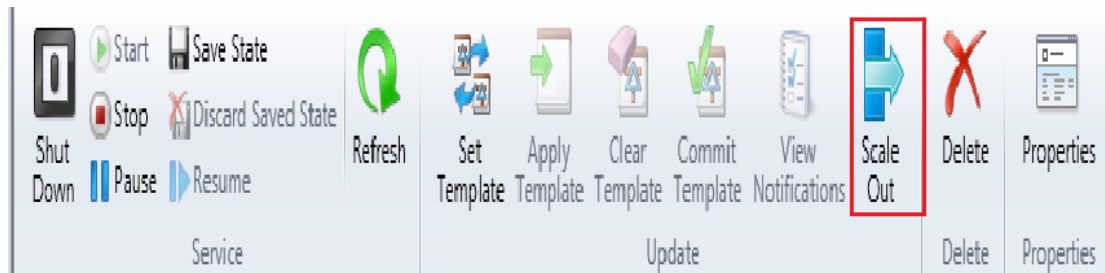 Shut
Down
Start
Stop
Pause
Save State
Discard Saved State
Resume
Refresh
Service
Set
Template
Apply
Template
Clear
Template
Commit
Template
View
Notifications
Scale
Out
Update
Delete
Delete
Properties
Properties